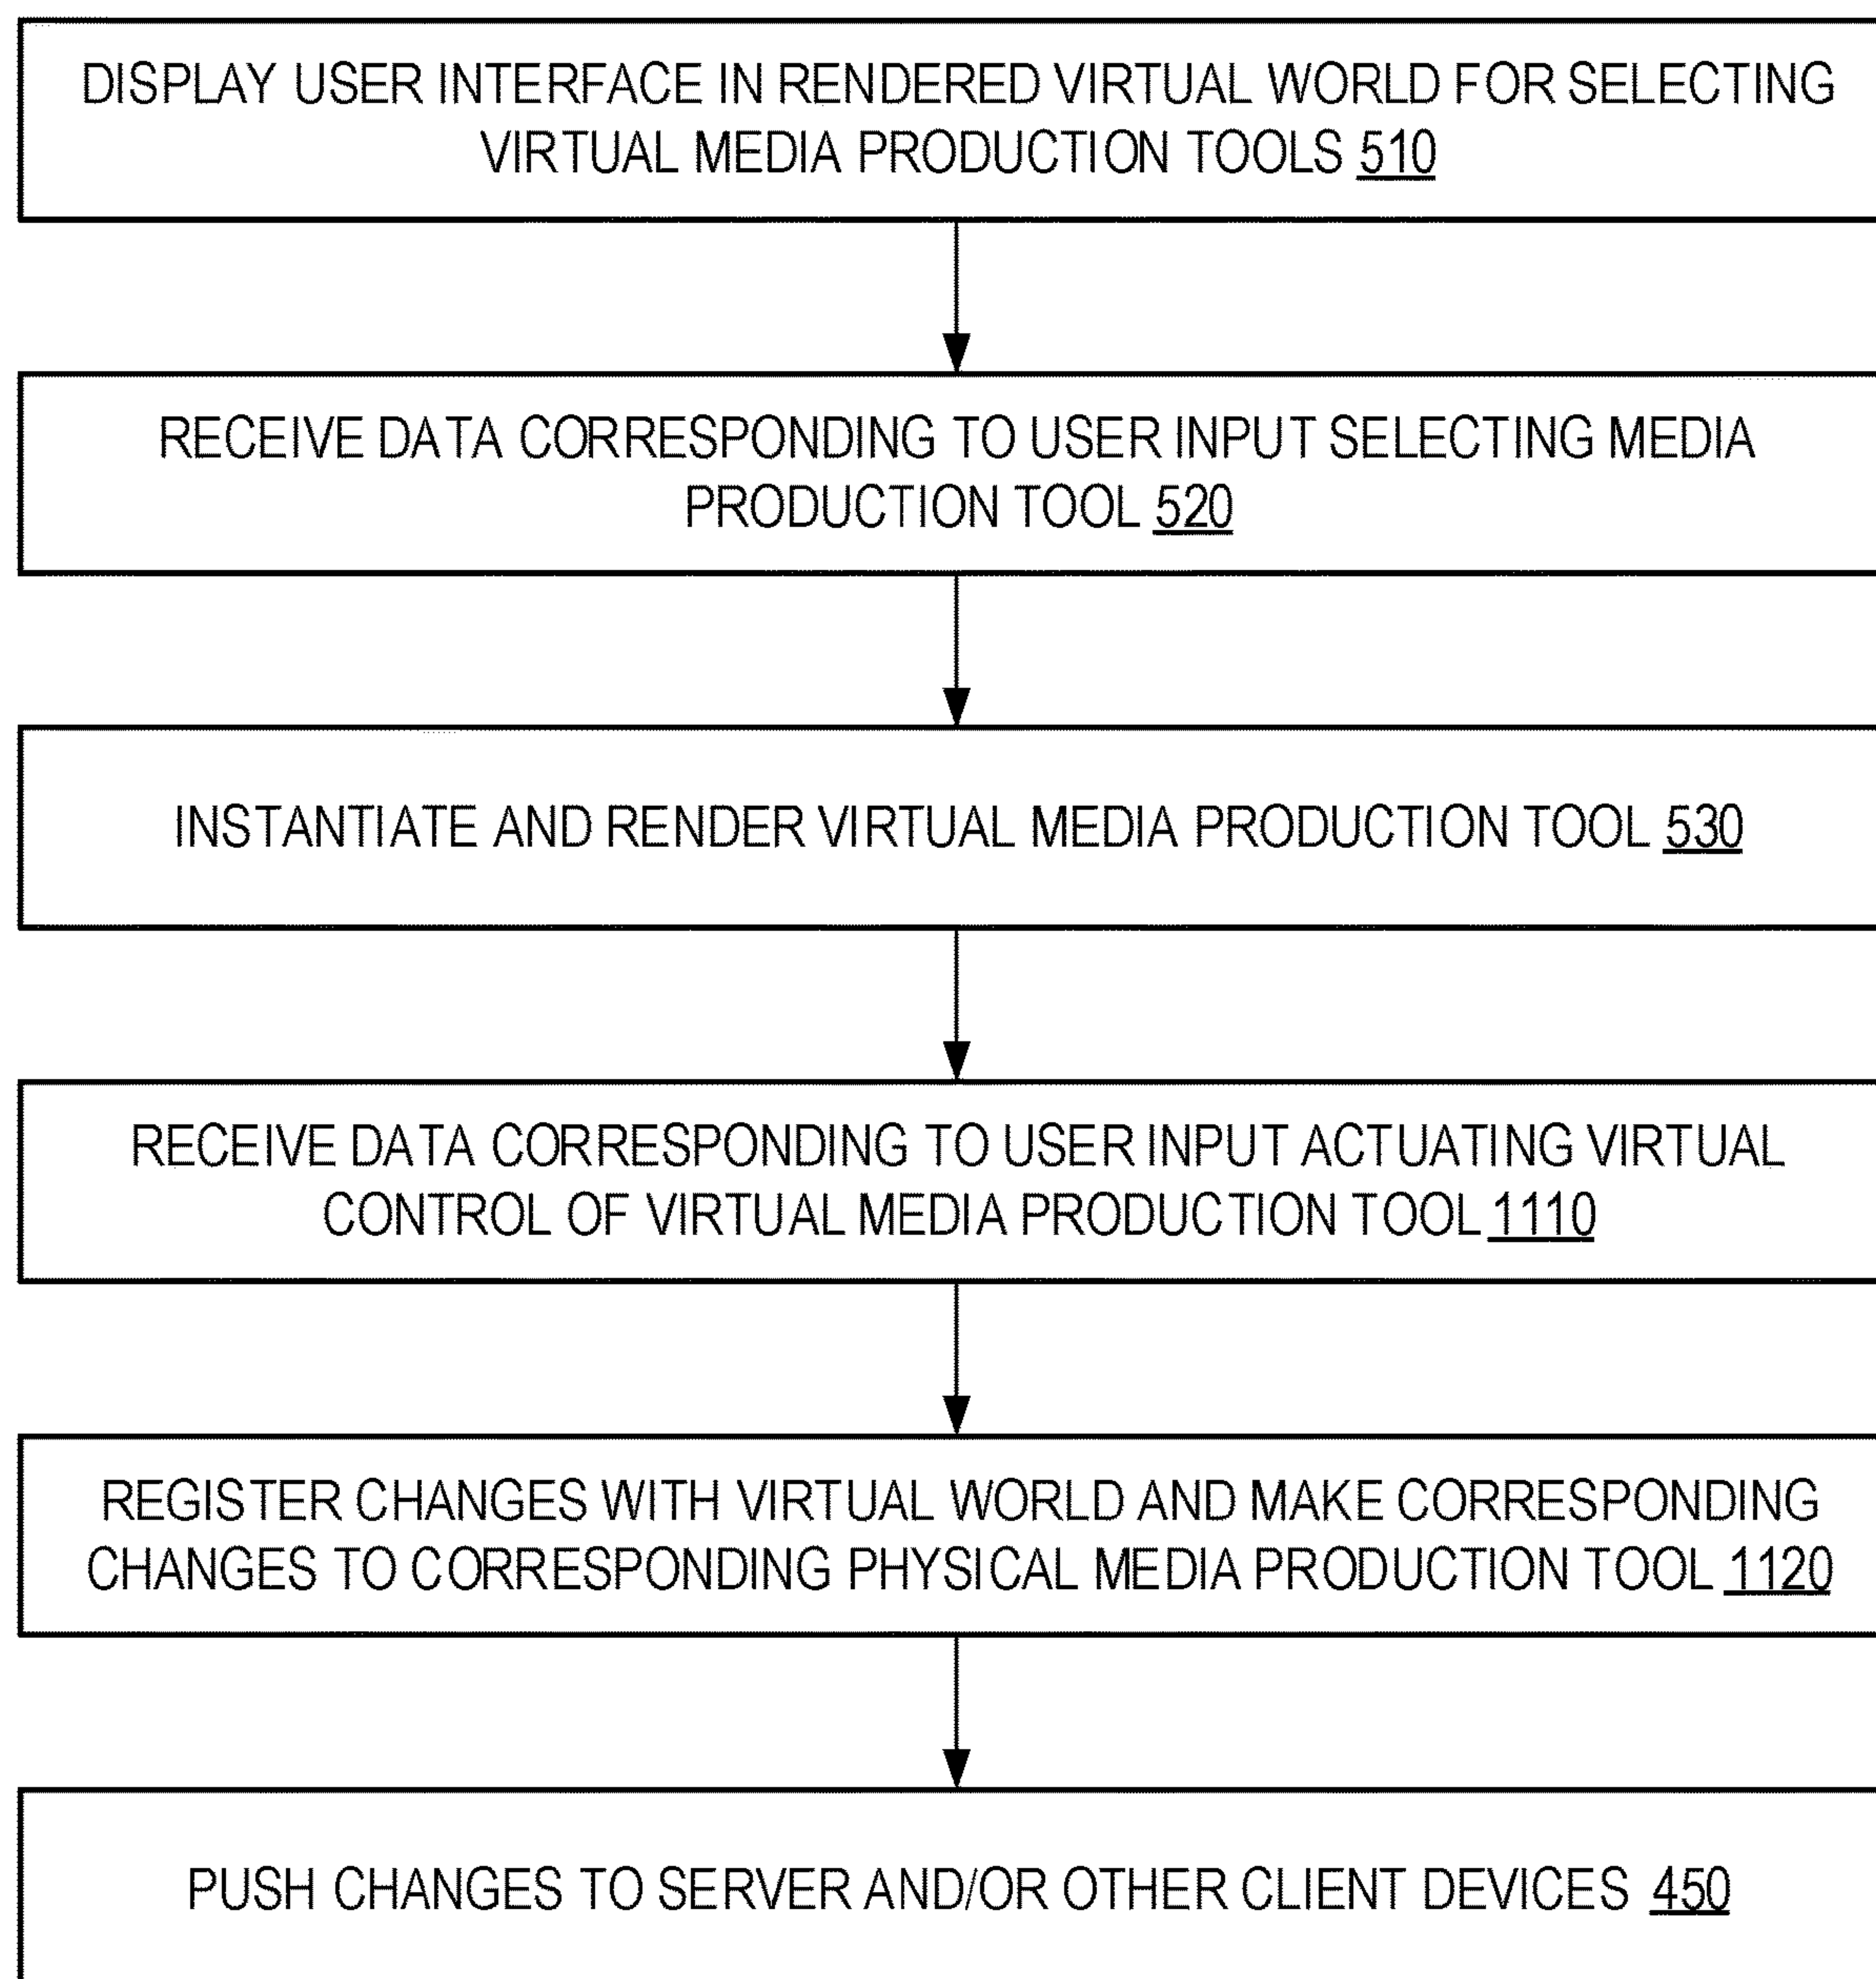 DISPLAY USER INTERFACE IN RENDERED VIRTUAL WORLD FOR SELECTING
VIRTUAL MEDIA PRODUCTION TOOLS 510
RECEIVE DATA CORRESPONDING TO USER INPUT SELECTING MEDIA
PRODUCTION TOOL 520
INSTANTIATE AND RENDER VIRTUAL MEDIA PRODUCTION TOOL 530
RECEIVE DATA CORRESPONDING TO USER INPUT ACTUATING VIRTUAL
CONTROL OF VIRTUAL MEDIA PRODUCTION TOOL 1110
REGISTER CHANGES WITH VIRTUAL WORLD AND MAKE CORRESPONDING
CHANGES TO CORRESPONDING PHYSICAL MEDIA PRODUCTION TOOL 1120
PUSH CHANGES TO SERVER AND/OR OTHER CLIENT DEVICES 450